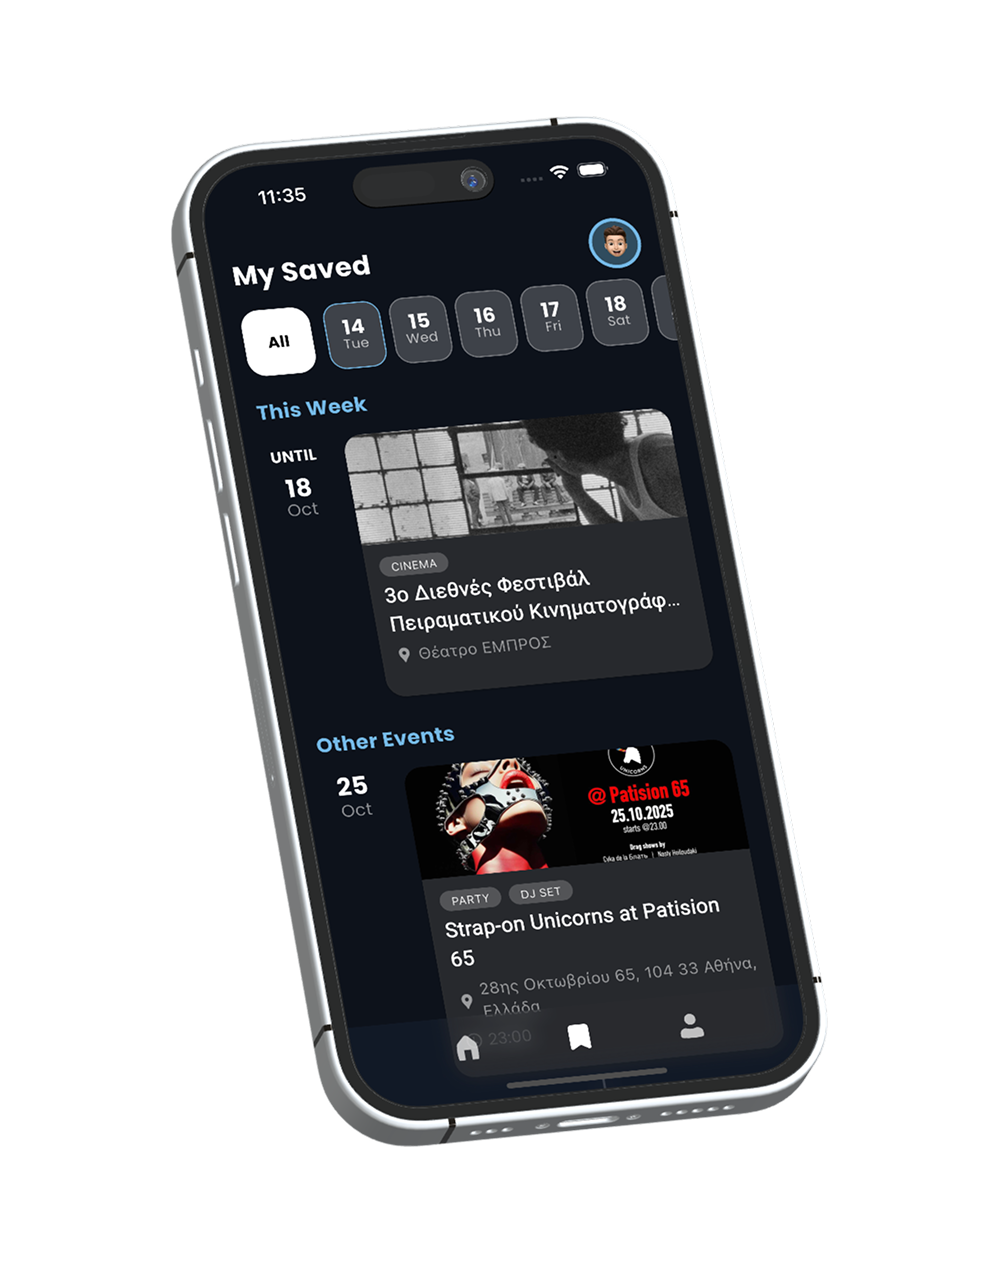 11:35
My Saved
All
14
Tue
15
Wed
16
Thu
17
Fri
18
Sat
This Week
UNTIL
18
Oct
CINEMA
3ο Διεθνές Φεστιβάλ
Πειραματικού Κινηματογράφ...
Θέατρο ΕΜΠΡΟΣ
Other Events
25
Oct
UNICORNS
@ Patision 65
25.10.2025
starts @23.00
Drag shows by
PARTY
DJ SET
Strap-on Unicorns at Patision
65
28ης Οκτωβρίου 65, 104 33 Αθήνα,
Ελλάδα
23:00